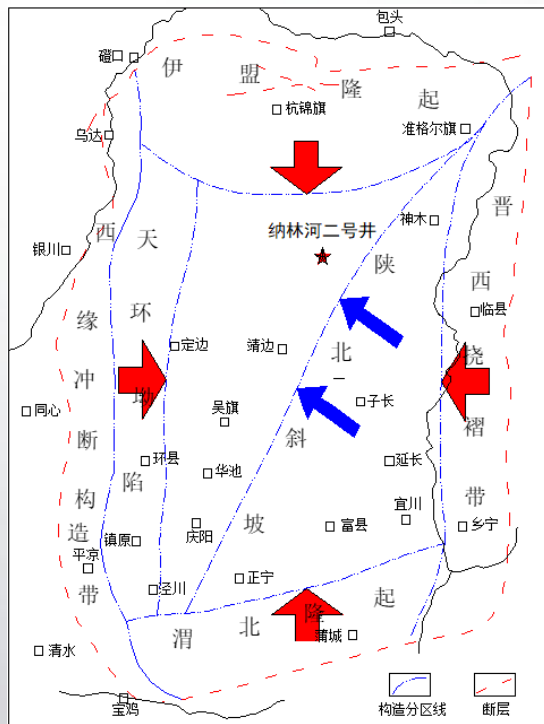 包头
磴口
伊盟隆起
杭锦旗
准格尔旗
乌达
神木
纳林河二号井
银川
西缘冲断构造带
天环坳陷
陕北斜坡
晋西挠褶带
临县
定边
靖边
子长
同心
吴旗
环县
华池
延长
宜川
庆阳
富县
乡宁
镇原
平凉
泾川
正宁
渭北隆起
蒲城
清水
宝鸡
构造分区线
断层